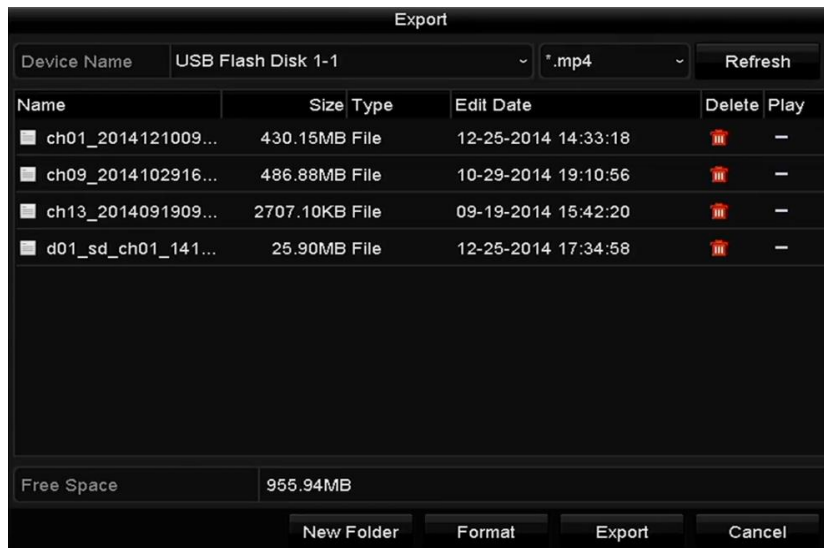 Export
Device Name USB Flash Disk 1-1 *.mp4 Refresh
Name Size Type Edit Date Delete Play
ch01_2014121009... 430.15MB File 12-25-2014 14:33:18
ch09_2014102916... 486.88MB File 10-29-2014 19:10:56
ch13_2014091909... 2707.10KB File 09-19-2014 15:42:20
d01_sd_ch01_141... 25.90MB File 12-25-2014 17:34:58
Free Space 955.94MB
New Folder Format Export Cancel